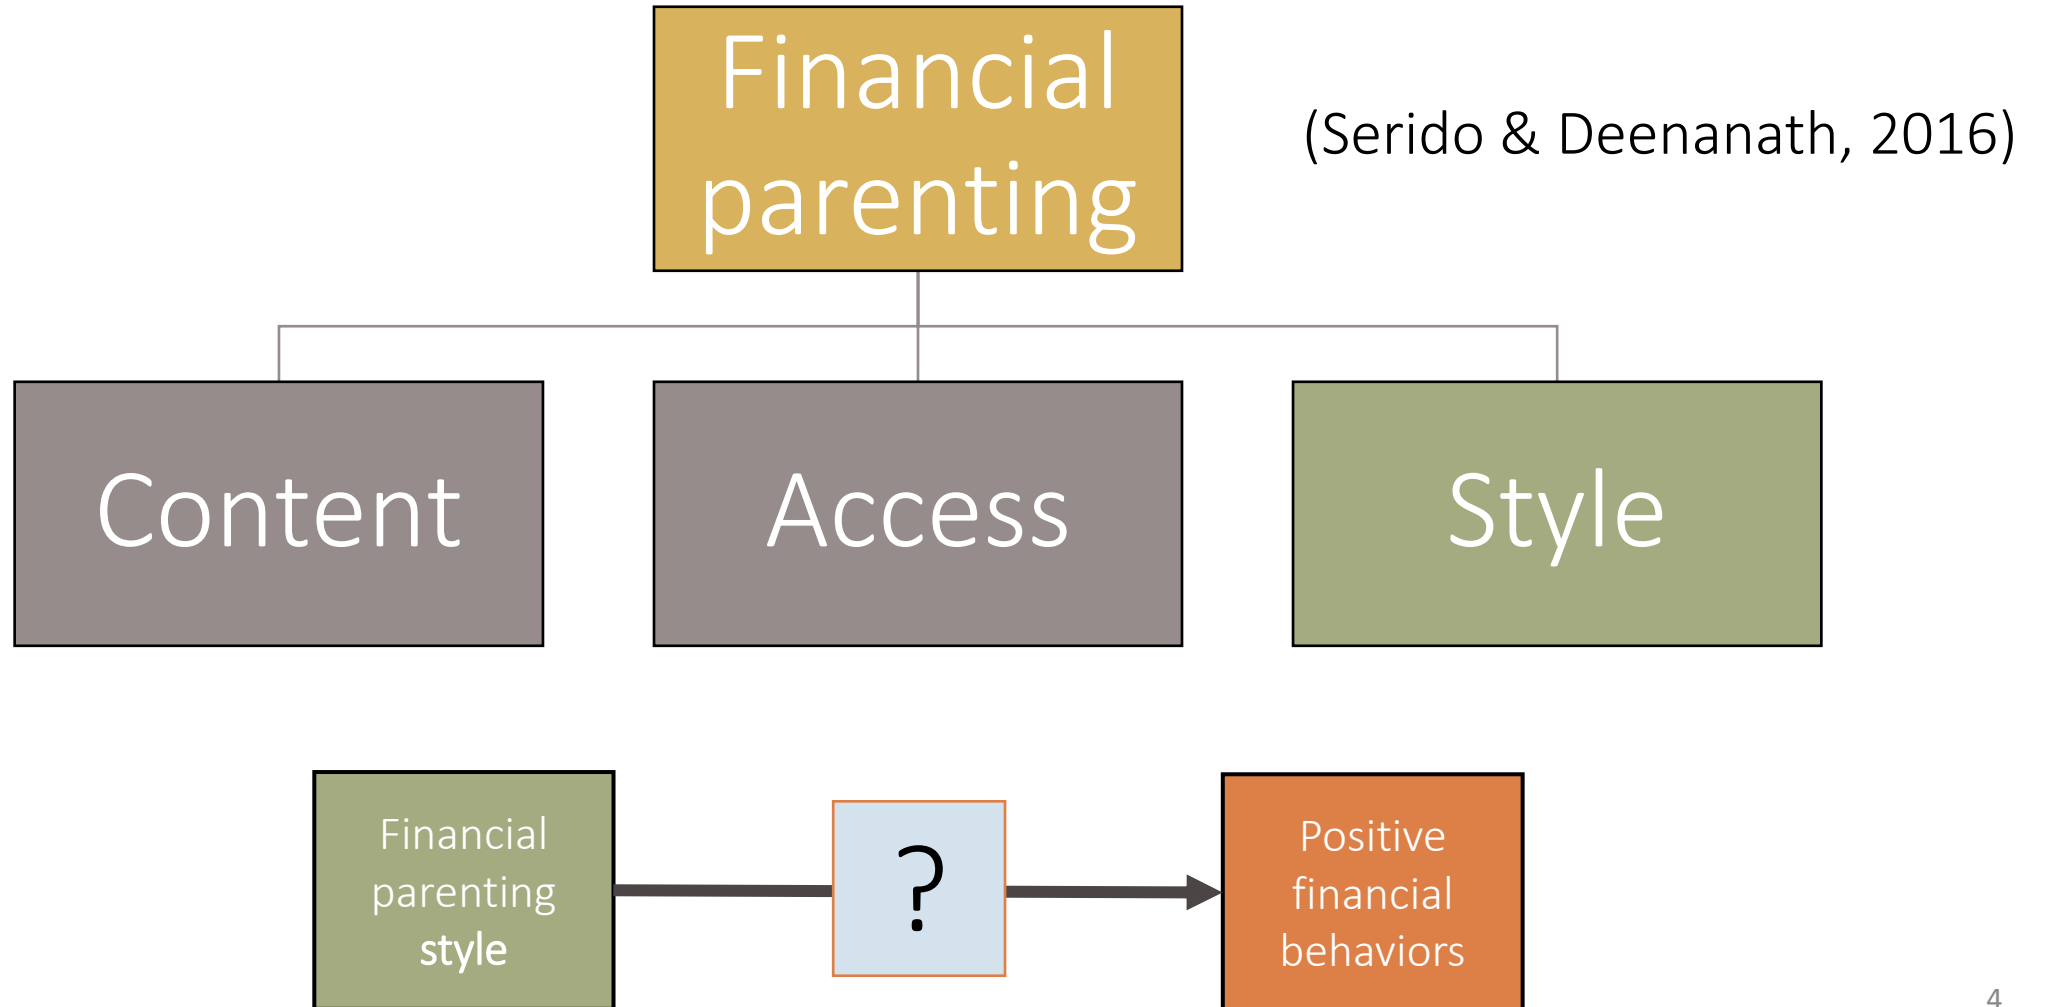 Financial
parenting
(Serido & Deenanath, 2016)
Content
Access
Style
Financial
parenting
style
?
Positive
financial
behaviors
4